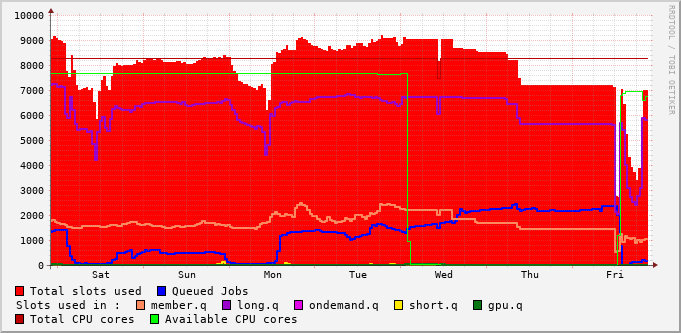 10000
9000
8000
7000
6000
5000
4000
3000
2000
1000
0
Sat Sun Mon Tue Wed Thu Fri
RRDTOOL / TOBI OETIKER
Total slots used Queued Jobs
Slots used in : member.q long.q ondemand.q short.q gpu.q
Total CPU cores
Available CPU cores